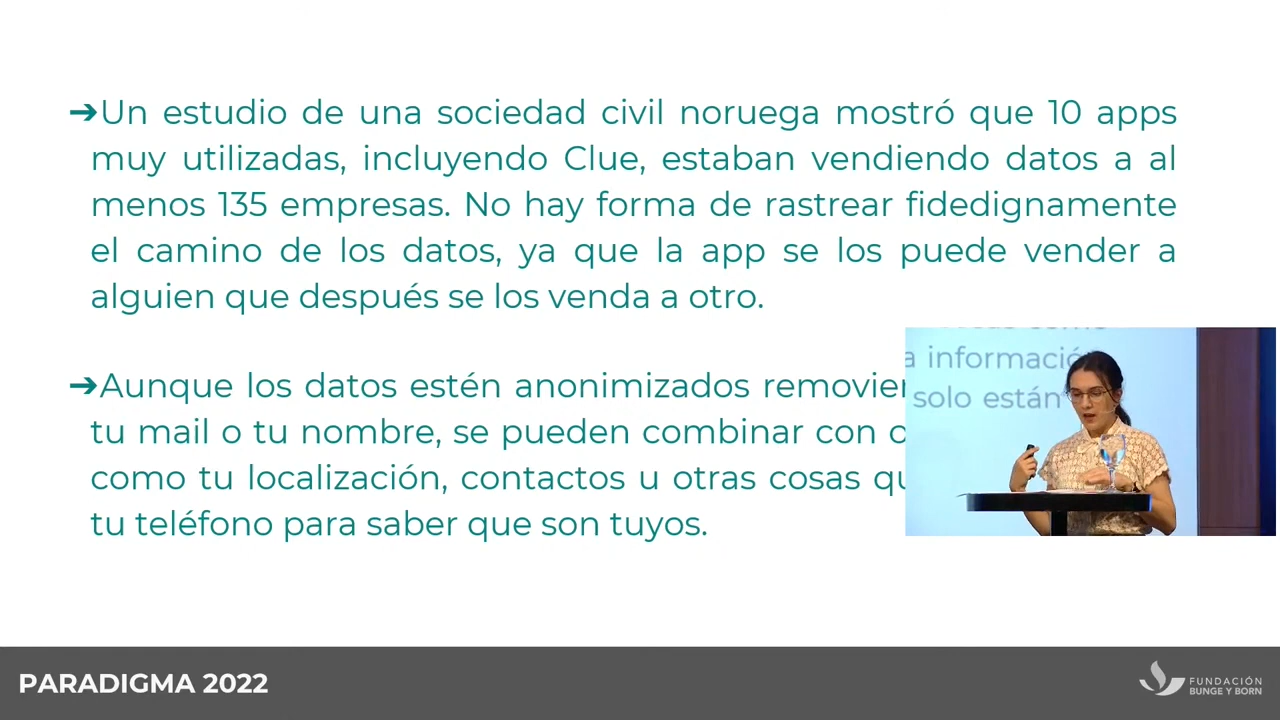 ➔Un estudio de una sociedad civil noruega mostró que 10 apps
muy utilizadas, incluyendo Clue, estaban vendiendo datos a al
menos 135 empresas. No hay forma de rastrear fidedignamente
el camino de los datos, ya que la app se los puede vender a
alguien que después se los venda a otro.
➔Aunque los datos estén anonimizados
tu mail o tu nombre, se pueden combinar con
como tu localización, contactos u otras cosas
tu teléfono para saber que son tuyos.
a información
solo están
PARADIGMA 2022
FUNDACIÓN
BUNGE Y BORN